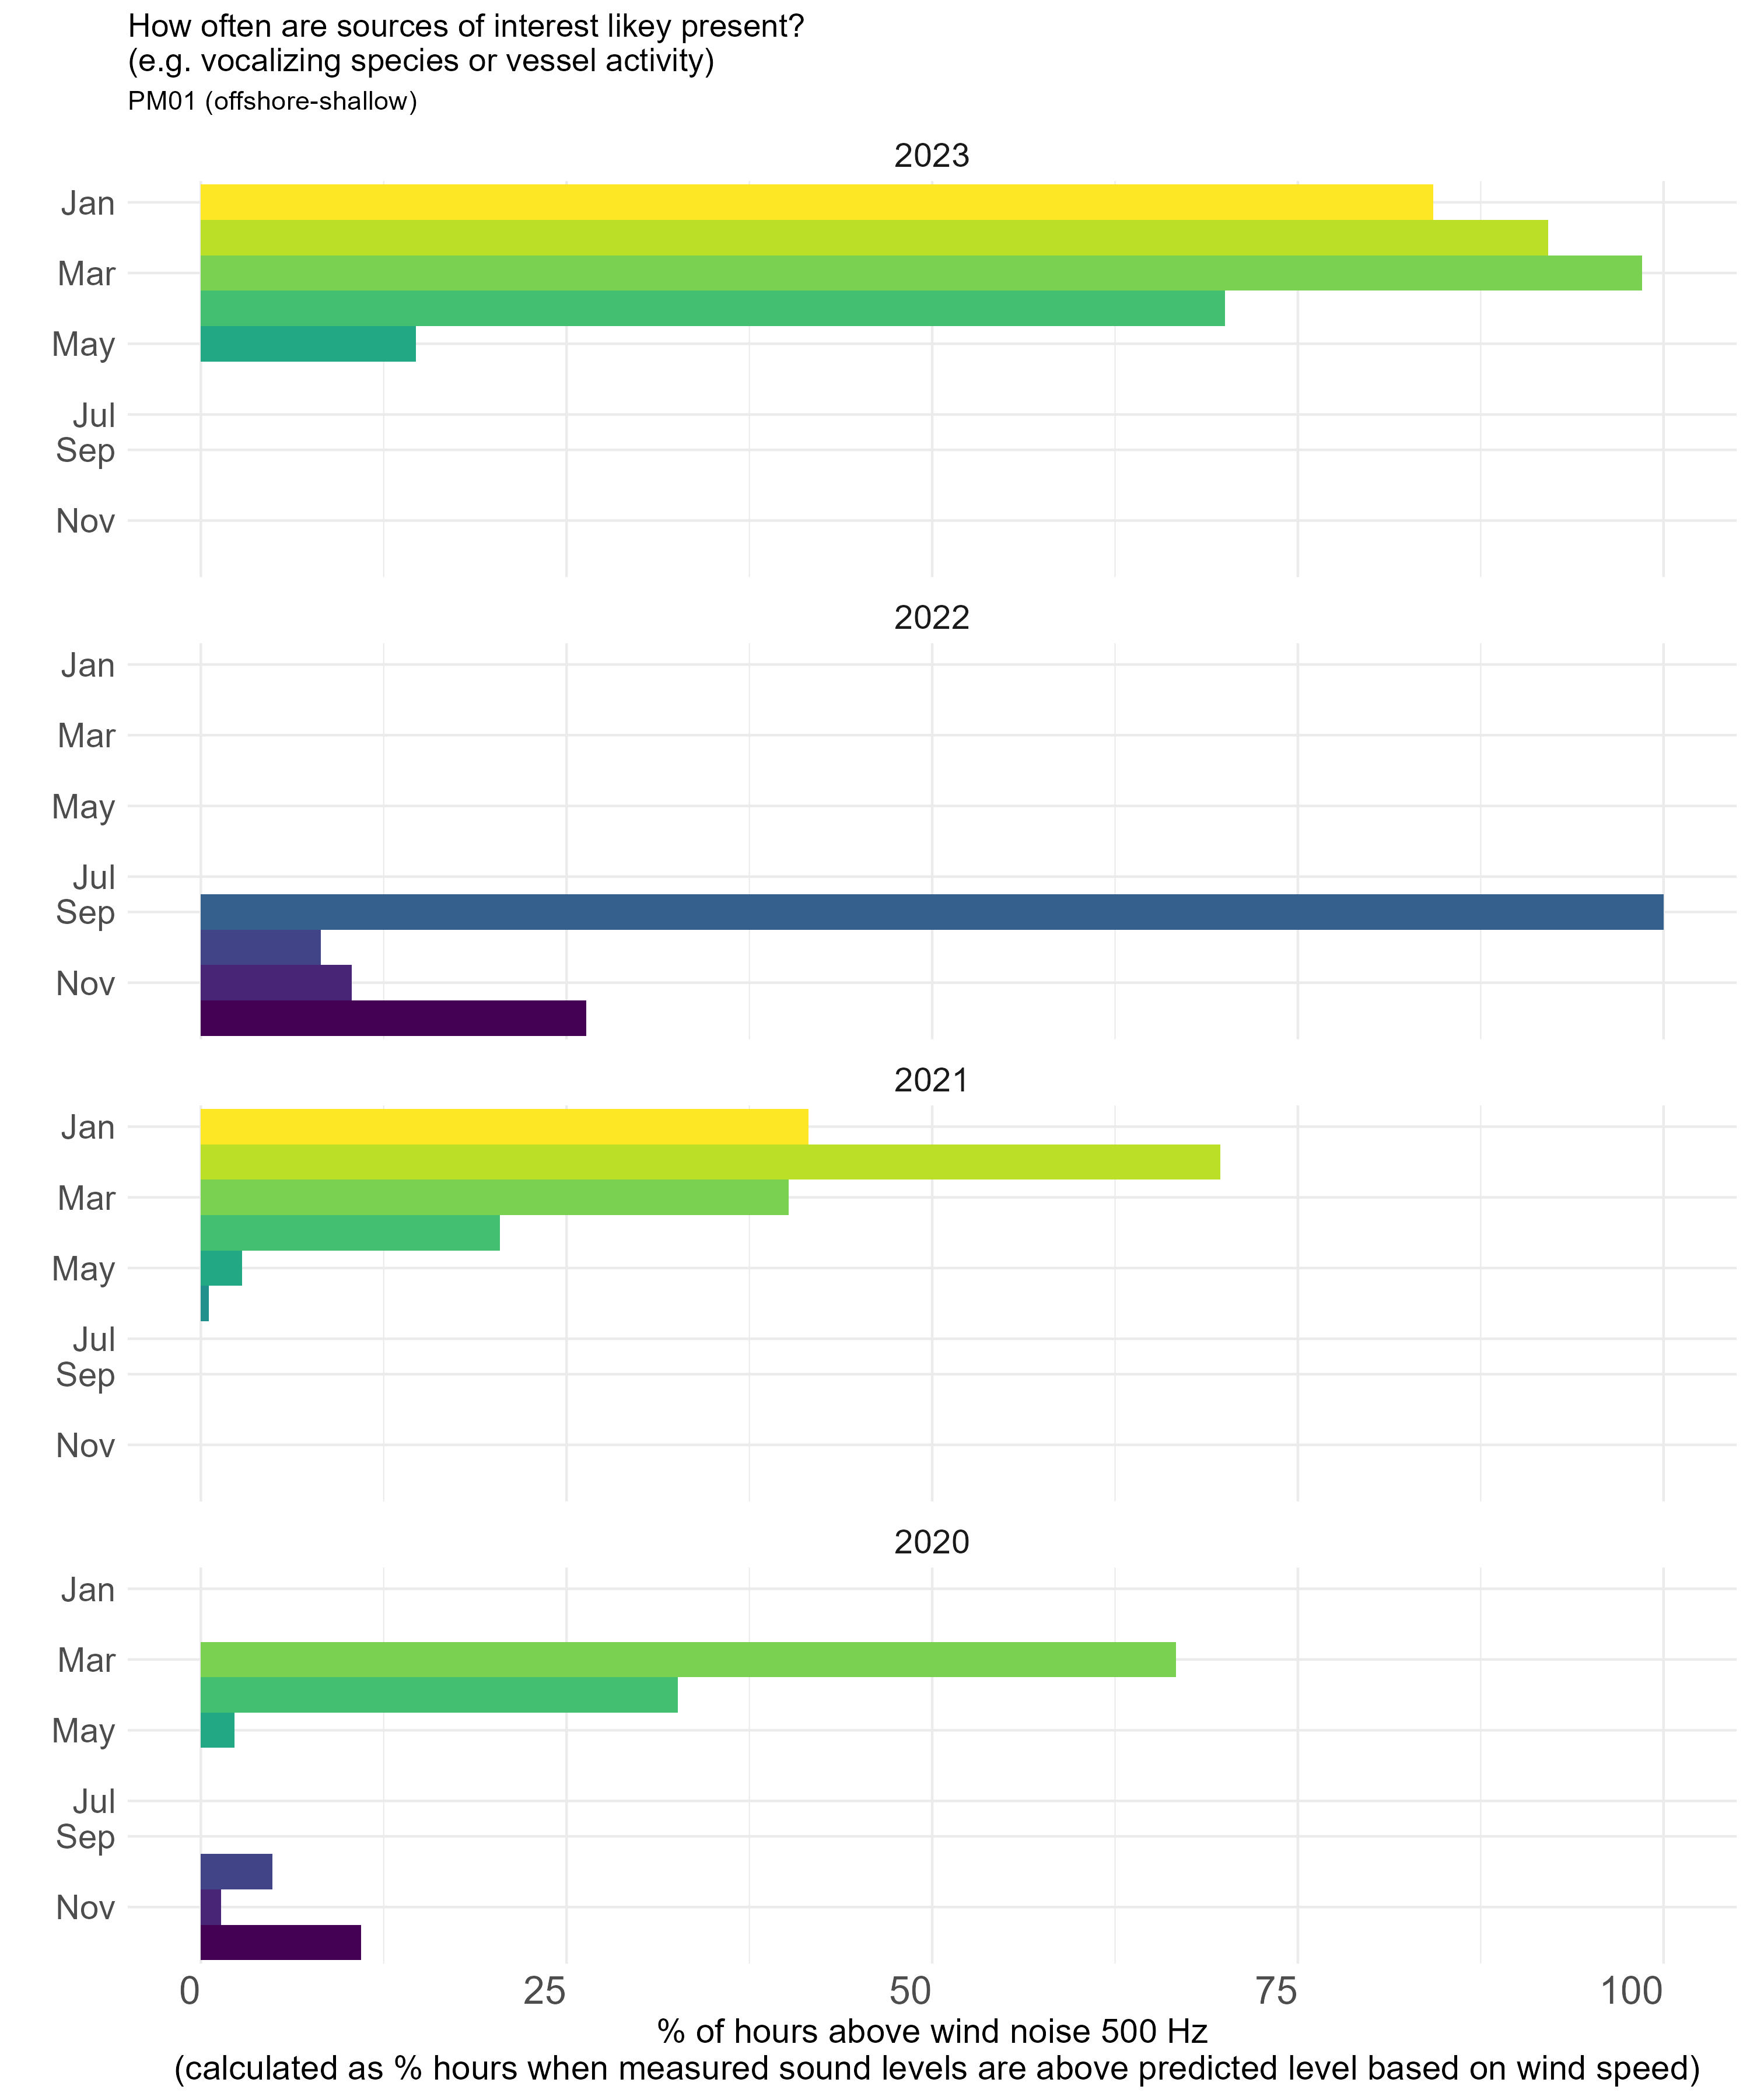 How often are sources of interest likey present?
(e.g. vocalizing species or vessel activity)
PM01 (offshore-shallow)
2023
Jan
Mar
May
Jul
Sep
Nov
2022
Jan
Mar
May
Jul
Sep
Nov
2021
Jan
Mar
May
Jul
Sep
Nov
2020
Jan
Mar
May
Jul
Sep
Nov
0 25 50 75 100
% of hours above wind noise 500 Hz
(calculated as % hours when measured sound levels are above predicted level based on wind speed)